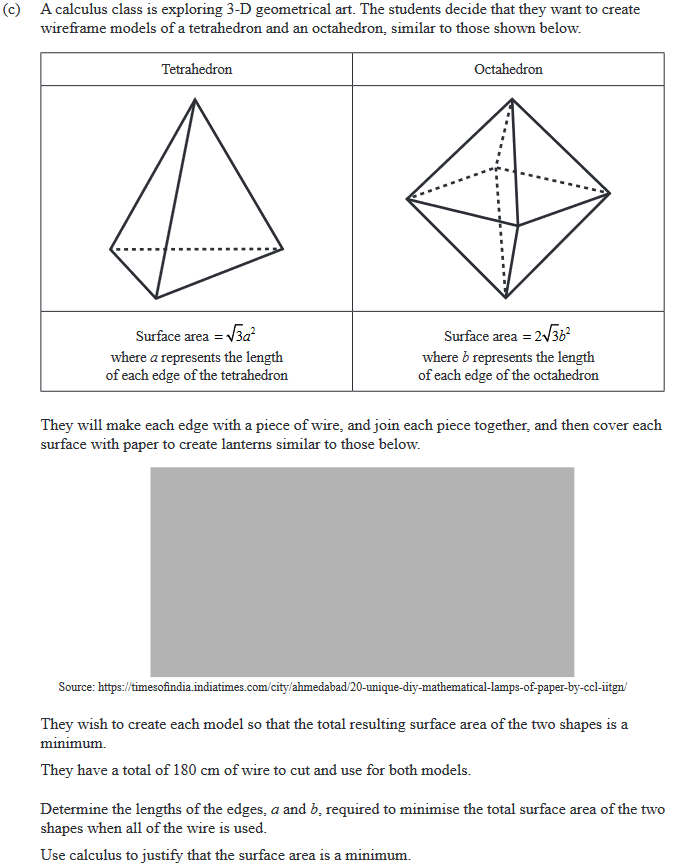 (c) A calculus class is exploring 3-D geometrical art. The students decide that they want to create
wireframe models of a tetrahedron and an octahedron, similar to those shown below.
Tetrahedron
Octahedron
Surface area = √3a²
where a represents the length
of each edge of the tetrahedron
Surface area = 2√3b²
where b represents the length
of each edge of the octahedron
They will make each edge with a piece of wire, and join each piece together, and then cover each
surface with paper to create lanterns similar to those below.
Source: https://timesofindia.indiatimes.com/city/ahmedabad/20-unique-diy-mathematical-lamps-of-paper-by-ccl-iitgn/
They wish to create each model so that the total resulting surface area of the two shapes is a
minimum.
They have a total of 180 cm of wire to cut and use for both models.
Determine the lengths of the edges, a and b, required to minimise the total surface area of the two
shapes when all of the wire is used.
Use calculus to justify that the surface area is a minimum.